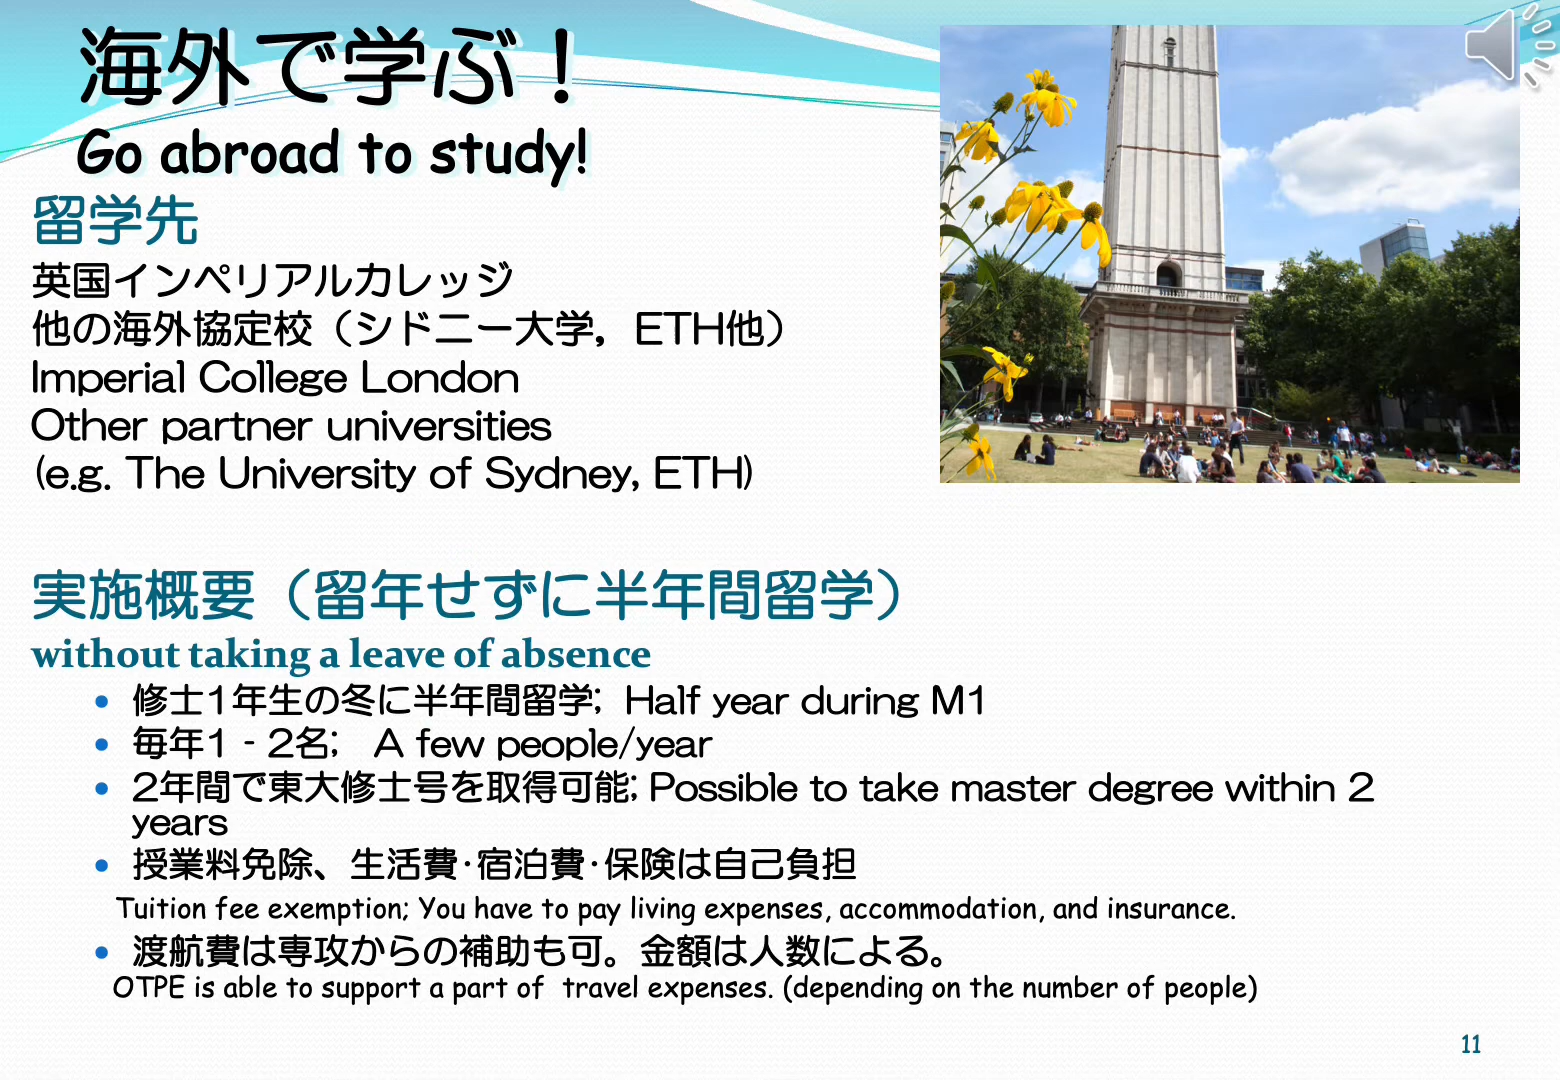 海外で学ぶ！
Go abroad to study!
留学先
英国インペリアルカレッジ
他の海外協定校（シドニー大学，ETH他）
Imperial College London
Other partner universities
(e.g. The University of Sydney, ETH)
実施概要（留年せずに半年間留学）
without taking a leave of absence
• 修士1年生の冬に半年間留学; Half year during M1
• 毎年1 - 2名; A few people/year
• 2年間で東大修士号を取得可能; Possible to take master degree within 2
years
• 授業料免除、生活費・宿泊費・保険は自己負担
Tuition fee exemption; You have to pay living expenses, accommodation, and insurance.
• 渡航費は専攻からの補助も可。金額は人数による。
OTPE is able to support a part of travel expenses. (depending on the number of people)
11